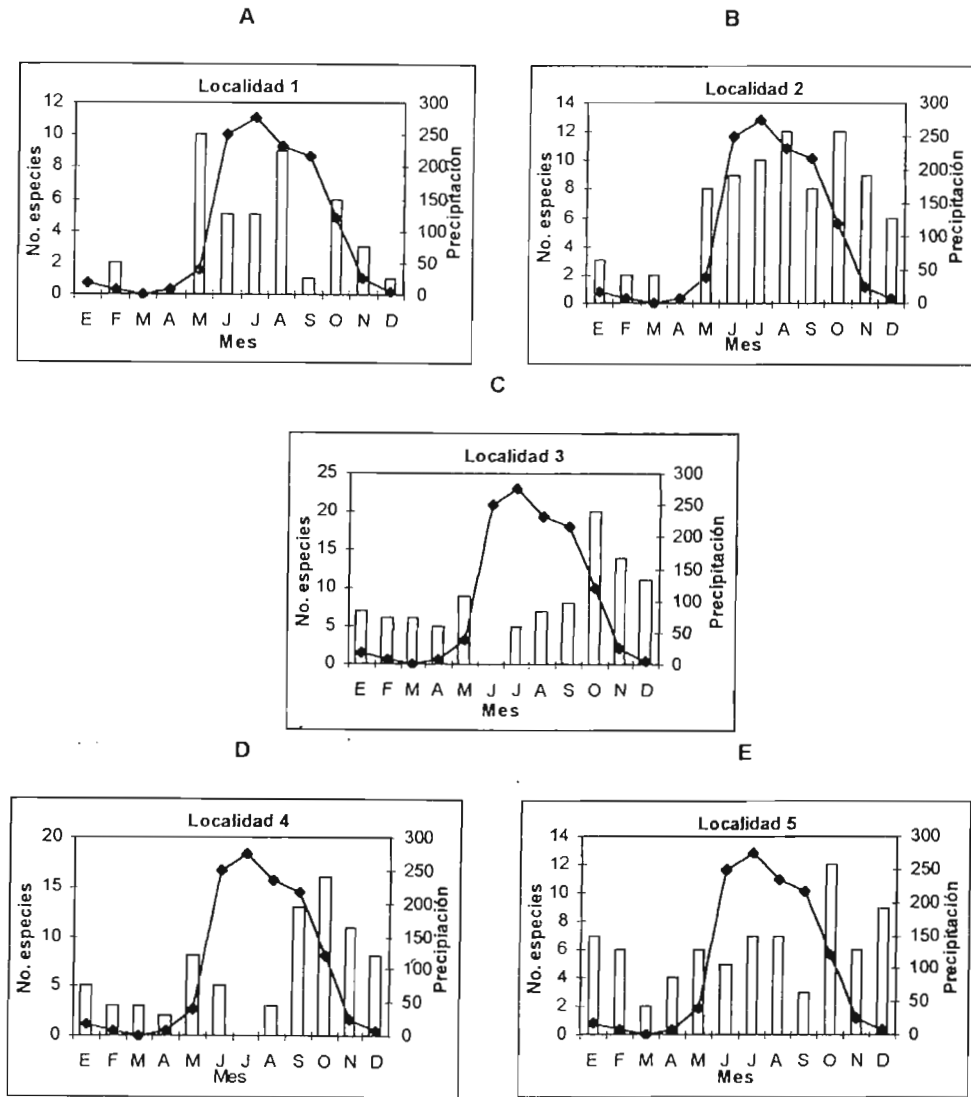 A
B
Localidad 1
12
10
8
6
4
2
0
300
250
200
150
100
50
0
No. especies
Precipitación
E F M A M J J A S O N D
Mes
Localidad 2
14
12
10
8
6
4
2
0
300
250
200
150
100
50
0
No. especies
Precipitación
E F M A M J J A S O N D
Mes
C
Localidad 3
25
20
15
10
5
0
300
250
200
150
100
50
0
No. especies
Precipitación
E F M A M J J A S O N D
Mes
D
E
Localidad 4
20
15
10
5
0
300
250
200
150
100
50
0
No. especies
Precipiación
E F M A M J J A S O N D
Mes
Localidad 5
14
12
10
8
6
4
2
0
300
250
200
150
100
50
0
No. especies
Precipitación
E F M A M J J A S O N D
Mes